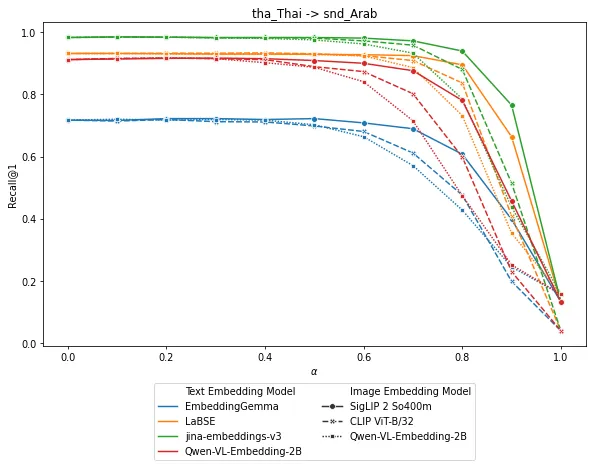 tha_Thai -> snd_Arab
Recall@1
1.0
0.8
0.6
0.4
0.2
0.0
0.0 0.2 0.4 0.6 0.8 1.0
α
Text Embedding Model
EmbeddingGemma
LaBSE
jina-embeddings-v3
Qwen-VL-Embedding-2B
Image Embedding Model
SigLIP 2 So400m
CLIP ViT-B/32
Qwen-VL-Embedding-2B